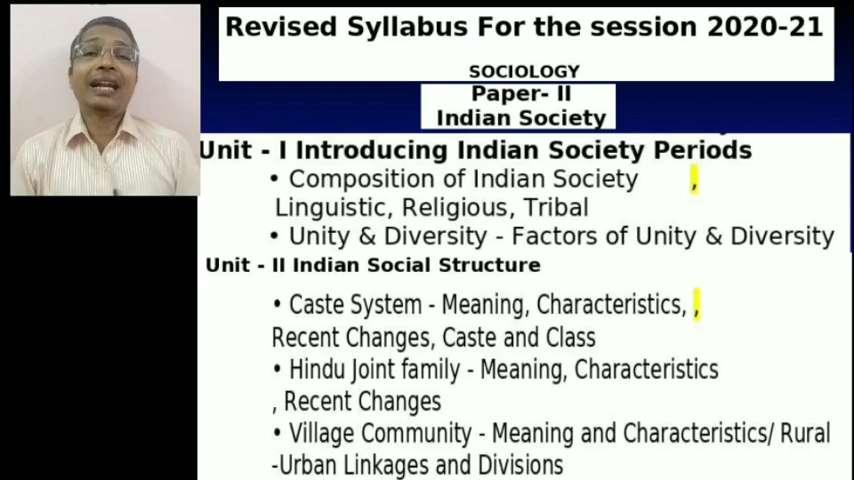 Revised Syllabus For the session 2020-21
SOCIOLOGY
Paper- II
Indian Society
Unit - I Introducing Indian Society Periods
• Composition of Indian Society ,
Linguistic, Religious, Tribal
• Unity & Diversity - Factors of Unity & Diversity
Unit - II Indian Social Structure
• Caste System - Meaning, Characteristics, ,
Recent Changes, Caste and Class
• Hindu Joint family - Meaning, Characteristics
, Recent Changes
• Village Community - Meaning and Characteristics/ Rural
-Urban Linkages and Divisions